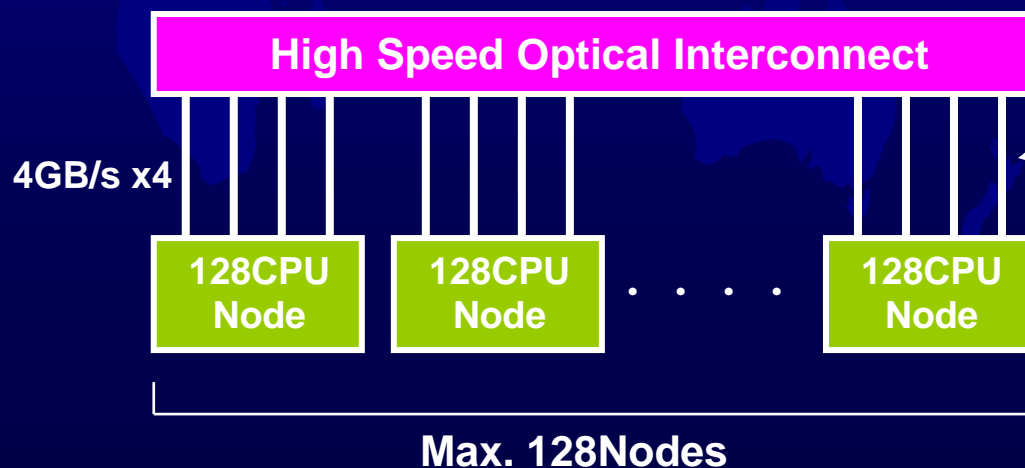 High Speed Optical Interconnect
4GB/s x4
128CPU
Node
128CPU
Node
. . . .
128CPU
Node
Max. 128Nodes